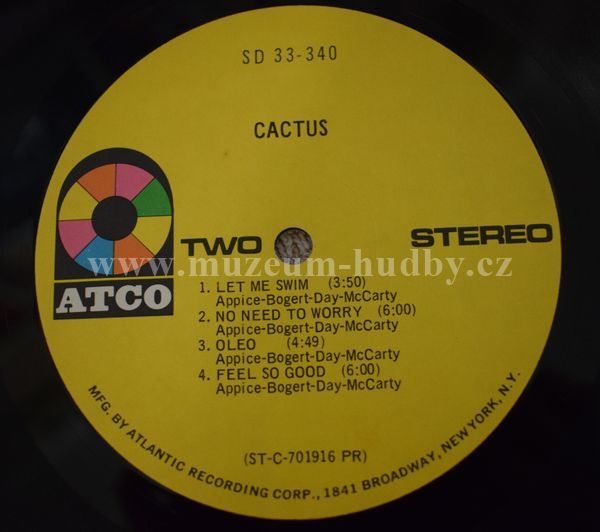 SD 33-340
CACTUS
TWO
STEREO
www.muzeum-hudby.cz
ATCO
1. LET ME SWIM (3:50)
Appice-Bogert-Day-McCarty
2. NO NEED TO WORRY (6:00)
Appice-Bogert-Day-McCarty
3. OLEO (4:49)
Appice-Bogert-Day-McCarty
4. FEEL SO GOOD (6:00)
Appice-Bogert-Day-McCarty
(ST-C-701916 PR)
MFG. BY ATLANTIC RECORDING CORP., 1841 BROADWAY, NEW YORK, N.Y.